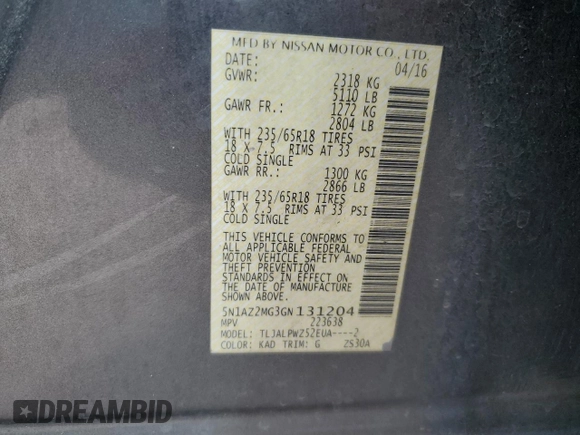 MFD BY NISSAN MOTOR CO., LTD.
DATE: 04/16
GVWR: 2318 KG
5110 LB
GAWR FR.: 1272 KG
2804 LB
WITH 235/65R18 TIRES
18 X 7.5 RIMS AT 33 PSI
COLD SINGLE
GAWR RR.: 1300 KG
2866 LB
WITH 235/65R18 TIRES
18 X 7.5 RIMS AT 33 PSI
COLD SINGLE
THIS VEHICLE CONFORMS TO
ALL APPLICABLE FEDERAL
MOTOR VEHICLE SAFETY AND
THEFT PREVENTION
STANDARDS IN EFFECT ON
THE DATE OF MANUFACTURE
SHOWN ABOVE.
5N1AZ2MG3GN131204
MPV 223638
MODEL: TLJALPWZ52EUA----2
COLOR: KAD TRIM: G 2S30A
DREAMBID